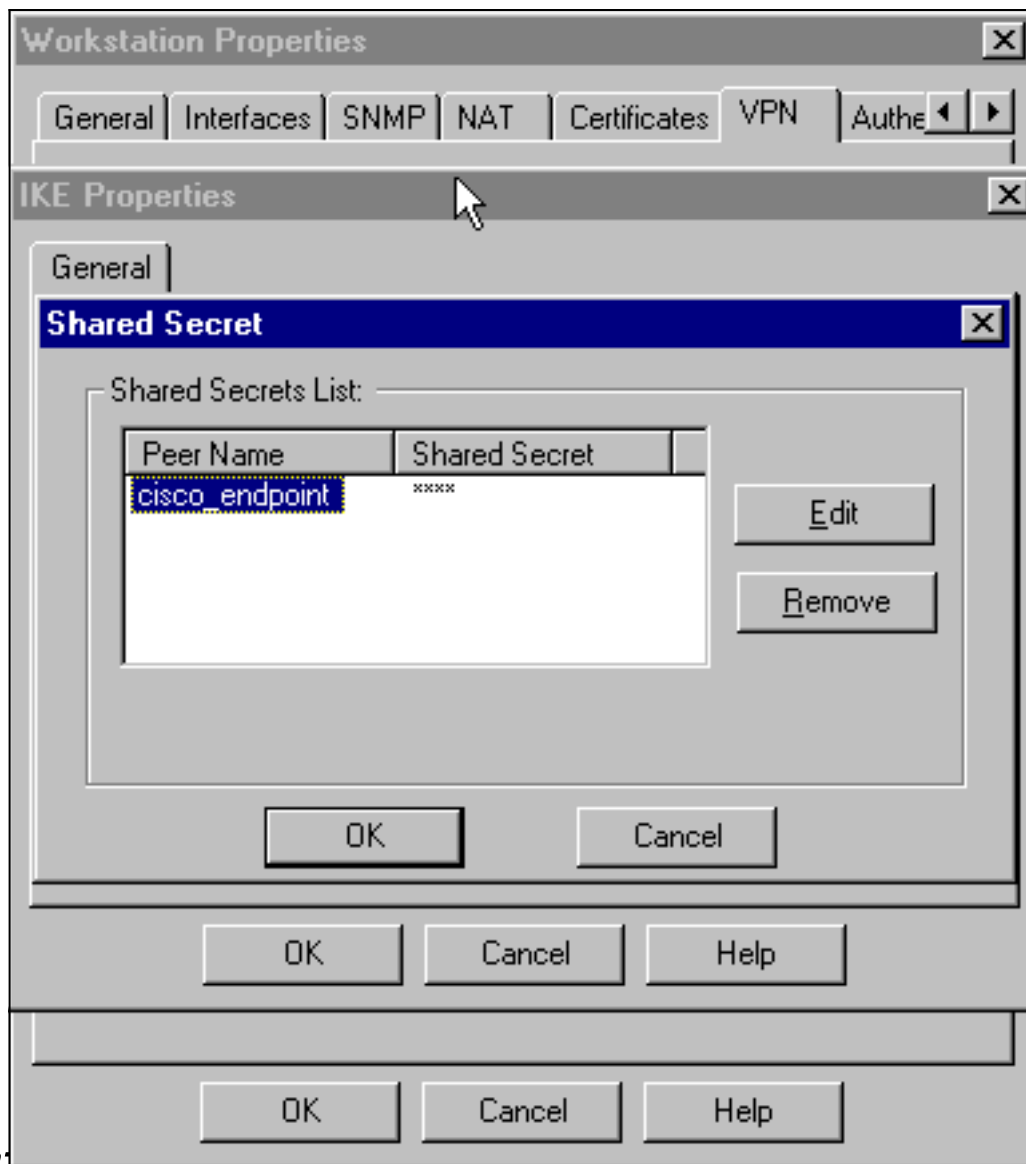 Workstation Properties
General Interfaces SNMP NAT Certificates VPN Authe
IKE Properties
General
Shared Secret
Shared Secrets List:
Peer Name Shared Secret
cisco_endpoint ****
Edit
Remove
OK Cancel
OK Cancel Help
OK Cancel Help